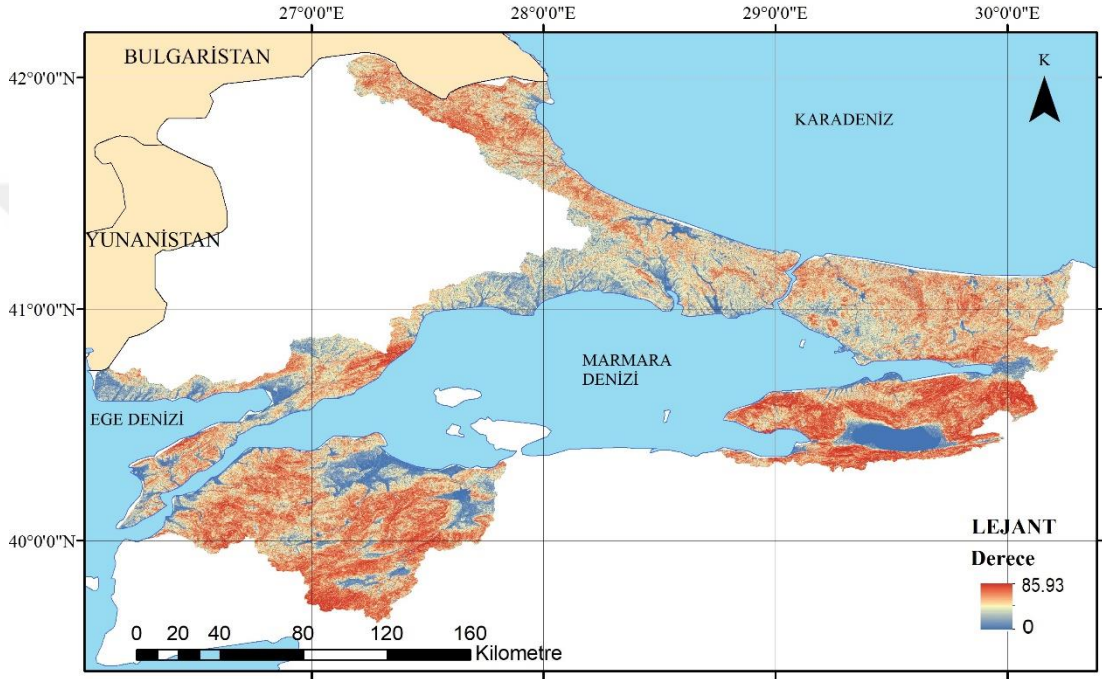 27°0'0"E
28°0'0"E
29°0'0"E
30°0'0"E
BULGARİSTAN
42°0'0"N
K
KARADENİZ
YUNANİSTAN
41°0'0"N
MARMARA
DENİZİ
EGE DENİZİ
40°0'0"N
LEJANT
Derece
85.93
0
0 20 40 80 120 160
Kilometre